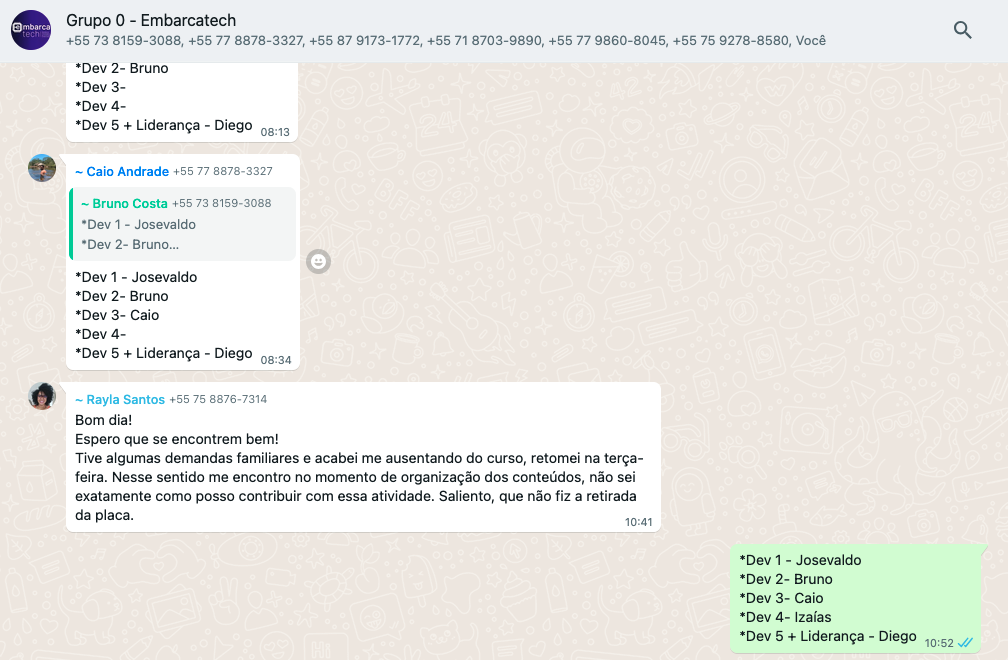 Grupo 0 - Embarcatech
+55 73 8159-3088, +55 77 8878-3327, +55 87 9173-1772, +55 71 8703-9890, +55 77 9860-8045, +55 75 9278-8580, Você
embarca
tech
*Dev 2- Bruno
*Dev 3-
*Dev 4-
*Dev 5 + Liderança - Diego 08:13
~ Caio Andrade +55 77 8878-3327
~ Bruno Costa +55 73 8159-3088
*Dev 1 - Josevaldo
*Dev 2- Bruno...
*Dev 1 - Josevaldo
*Dev 2- Bruno
*Dev 3- Caio
*Dev 4-
*Dev 5 + Liderança - Diego 08:34
~ Rayla Santos +55 75 8876-7314
Bom dia!
Espero que se encontrem bem!
Tive algumas demandas familiares e acabei me ausentando do curso, retomei na terça-
feira. Nesse sentido me encontro no momento de organização dos conteúdos, não sei
exatamente como posso contribuir com essa atividade. Saliento, que não fiz a retirada
da placa. 10:41
*Dev 1 - Josevaldo
*Dev 2- Bruno
*Dev 3- Caio
*Dev 4- Izaías
*Dev 5 + Liderança - Diego 10:52